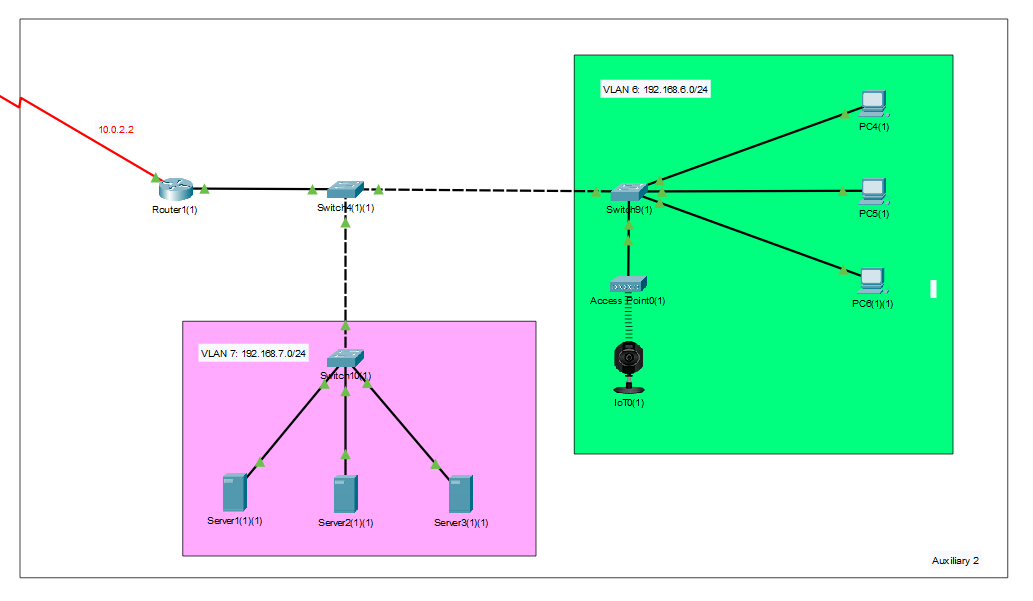 VLAN 6: 192.168.6.0/24
PC4(1)
10.0.2.2
Router1(1)
Switch4(1)(1)
Switch9(1)
PC5(1)
Access Point0(1)
PC6(1)(1)
VLAN 7: 192.168.7.0/24
Switch10(1)
IoT0(1)
Server1(1)(1)
Server2(1)(1)
Server3(1)(1)
Auxiliary 2